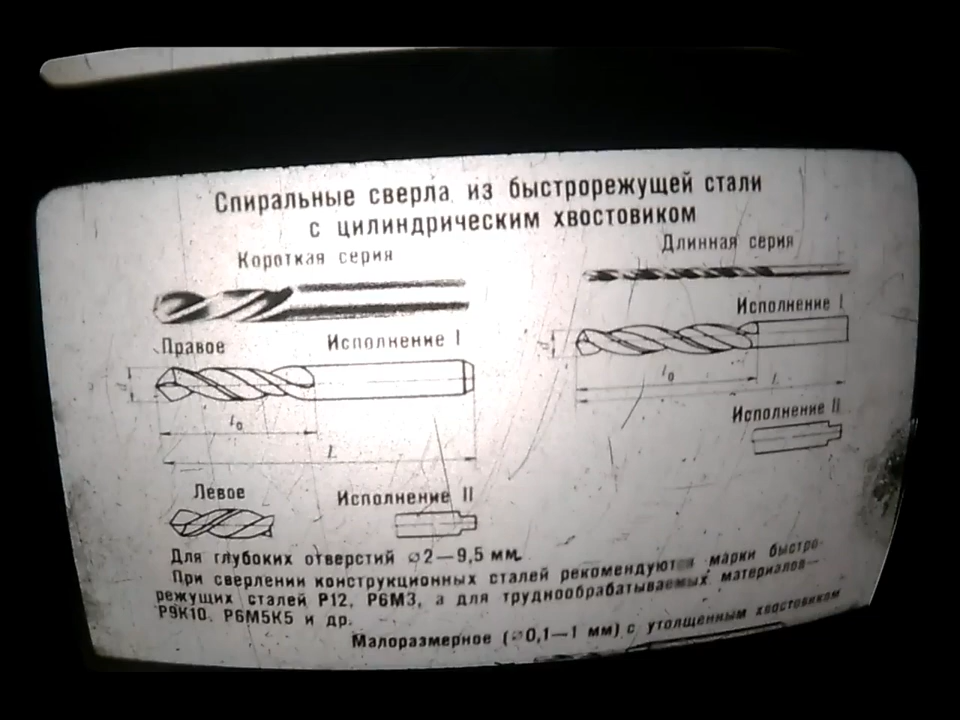 Спиральные сверла из быстрорежущей стали
с цилиндрическим хвостовиком
Короткая серия
Длинная серия
Правое
Исполнение I
Исполнение I
d
d
l₀
L
l₀
L
Исполнение II
Левое
Исполнение II
Для глубоких отверстий ⌀2—9,5 мм.
При сверлении конструкционных сталей рекомендуются марки быстро-
режущих сталей Р12, Р6М3, а для труднообрабатываемых материалов—
Р9К10, Р6М5К5 и др.
Малоразмерное (⌀0,1—1 мм) с утолщенным хвостовиком